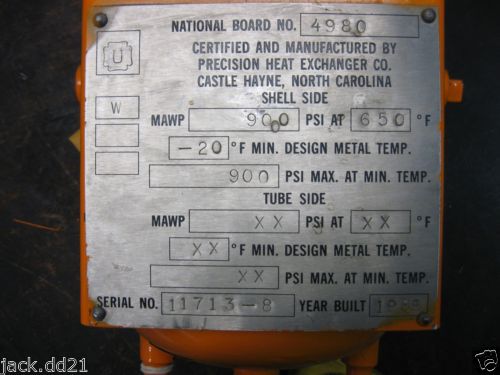 NATIONAL BOARD NO. 4980
U
CERTIFIED AND MANUFACTURED BY
PRECISION HEAT EXCHANGER CO.
CASTLE HAYNE, NORTH CAROLINA
SHELL SIDE
W
MAWP 900 PSI AT 650 °F
-20 °F MIN. DESIGN METAL TEMP.
900 PSI MAX. AT MIN. TEMP.
TUBE SIDE
MAWP XX PSI AT XX °F
XX °F MIN. DESIGN METAL TEMP.
XX PSI MAX. AT MIN. TEMP.
SERIAL NO. 11713-8 YEAR BUILT
jack.dd21